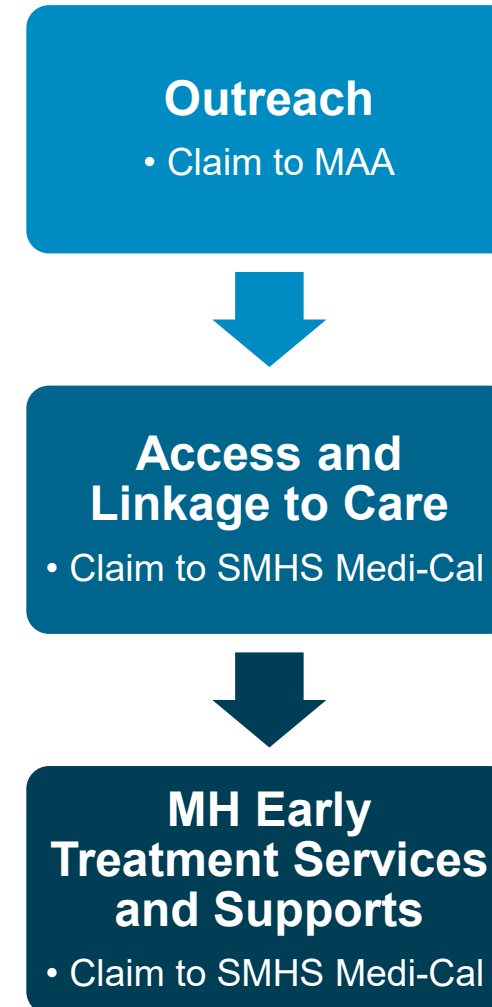 Outreach
• Claim to MAA
Access and
Linkage to Care
• Claim to SMHS Medi-Cal
MH Early
Treatment Services
and Supports
• Claim to SMHS Medi-Cal